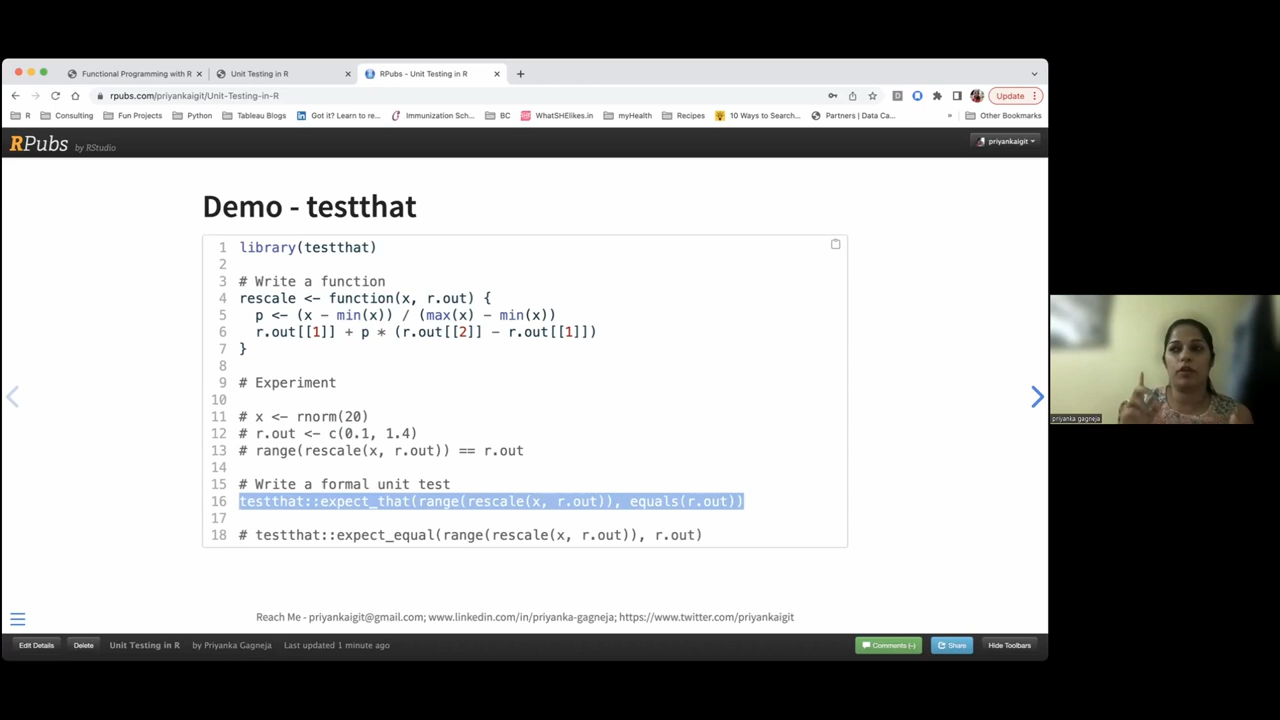 Functional Programming with R
Unit Testing in R
RPubs - Unit Testing in R
rpubs.com/priyankaigit/Unit-Testing-in-R
Update
R
Consulting
Fun Projects
Python
Tableau Blogs
Got it? Learn to re...
Immunization Sch...
BC
WhatSHElikes.in
myHealth
Recipes
10 Ways to Search...
Partners | Data Ca...
»
Other Bookmarks
RPubs by RStudio
priyankaigit
Demo - testthat
1 library(testthat)
2
3 # Write a function
4 rescale <- function(x, r.out) {
5   p <- (x - min(x)) / (max(x) - min(x))
6   r.out[[1]] + p * (r.out[[2]] - r.out[[1]])
7 }
8
9 # Experiment
10
11 # x <- rnorm(20)
12 # r.out <- c(0.1, 1.4)
13 # range(rescale(x, r.out)) == r.out
14
15 # Write a formal unit test
16 testthat::expect_that(range(rescale(x, r.out)), equals(r.out))
17
18 # testthat::expect_equal(range(rescale(x, r.out)), r.out)
priyanka gagneja
Reach Me - priyankaigit@gmail.com; www.linkedin.com/in/priyanka-gagneja; https://www.twitter.com/priyankaigit
Edit Details
Delete
Unit Testing in R
by Priyanka Gagneja
Last updated 1 minute ago
Comments (–)
Share
Hide Toolbars